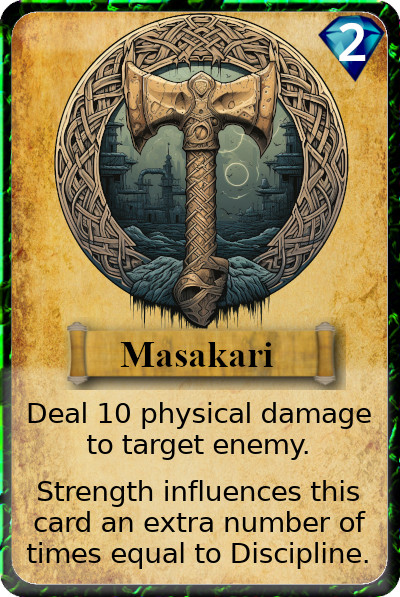 2
Masakari
Deal 10 physical damage
to target enemy.
Strength influences this
card an extra number of
times equal to Discipline.